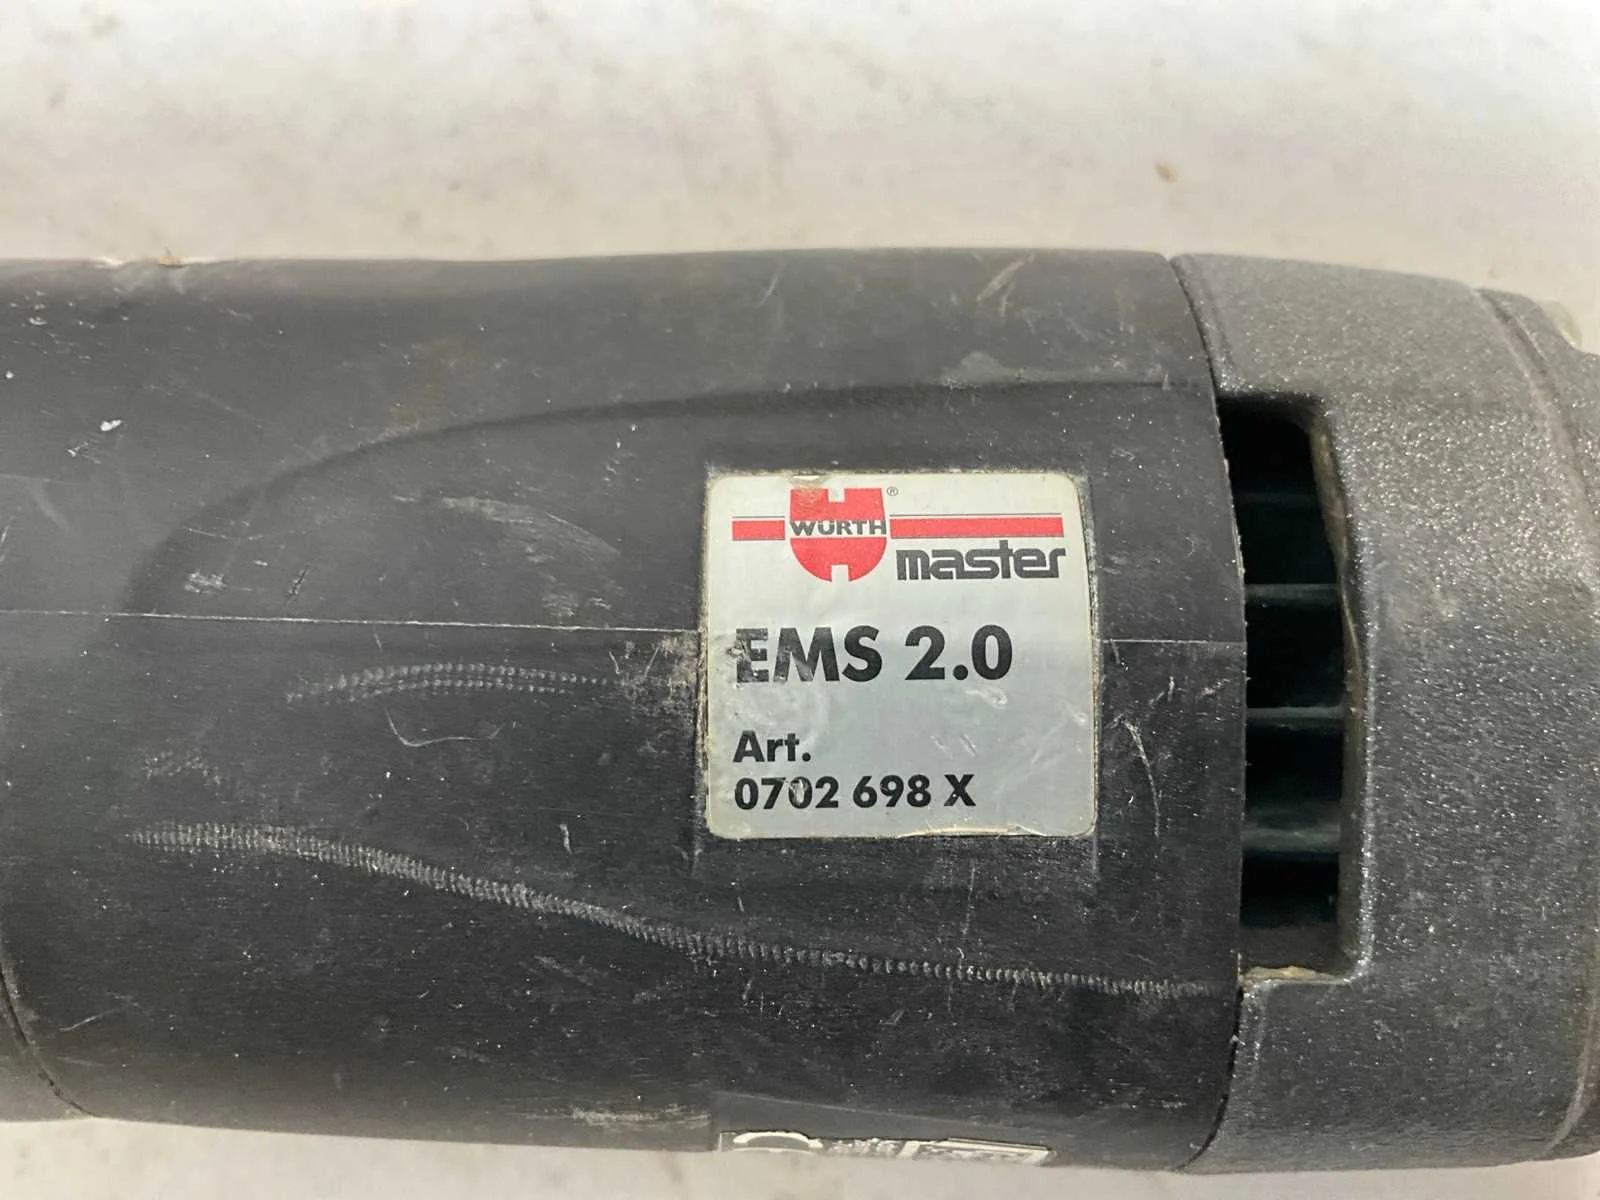 WÜRTH ®
master
EMS 2.0
Art.
0702 698 X